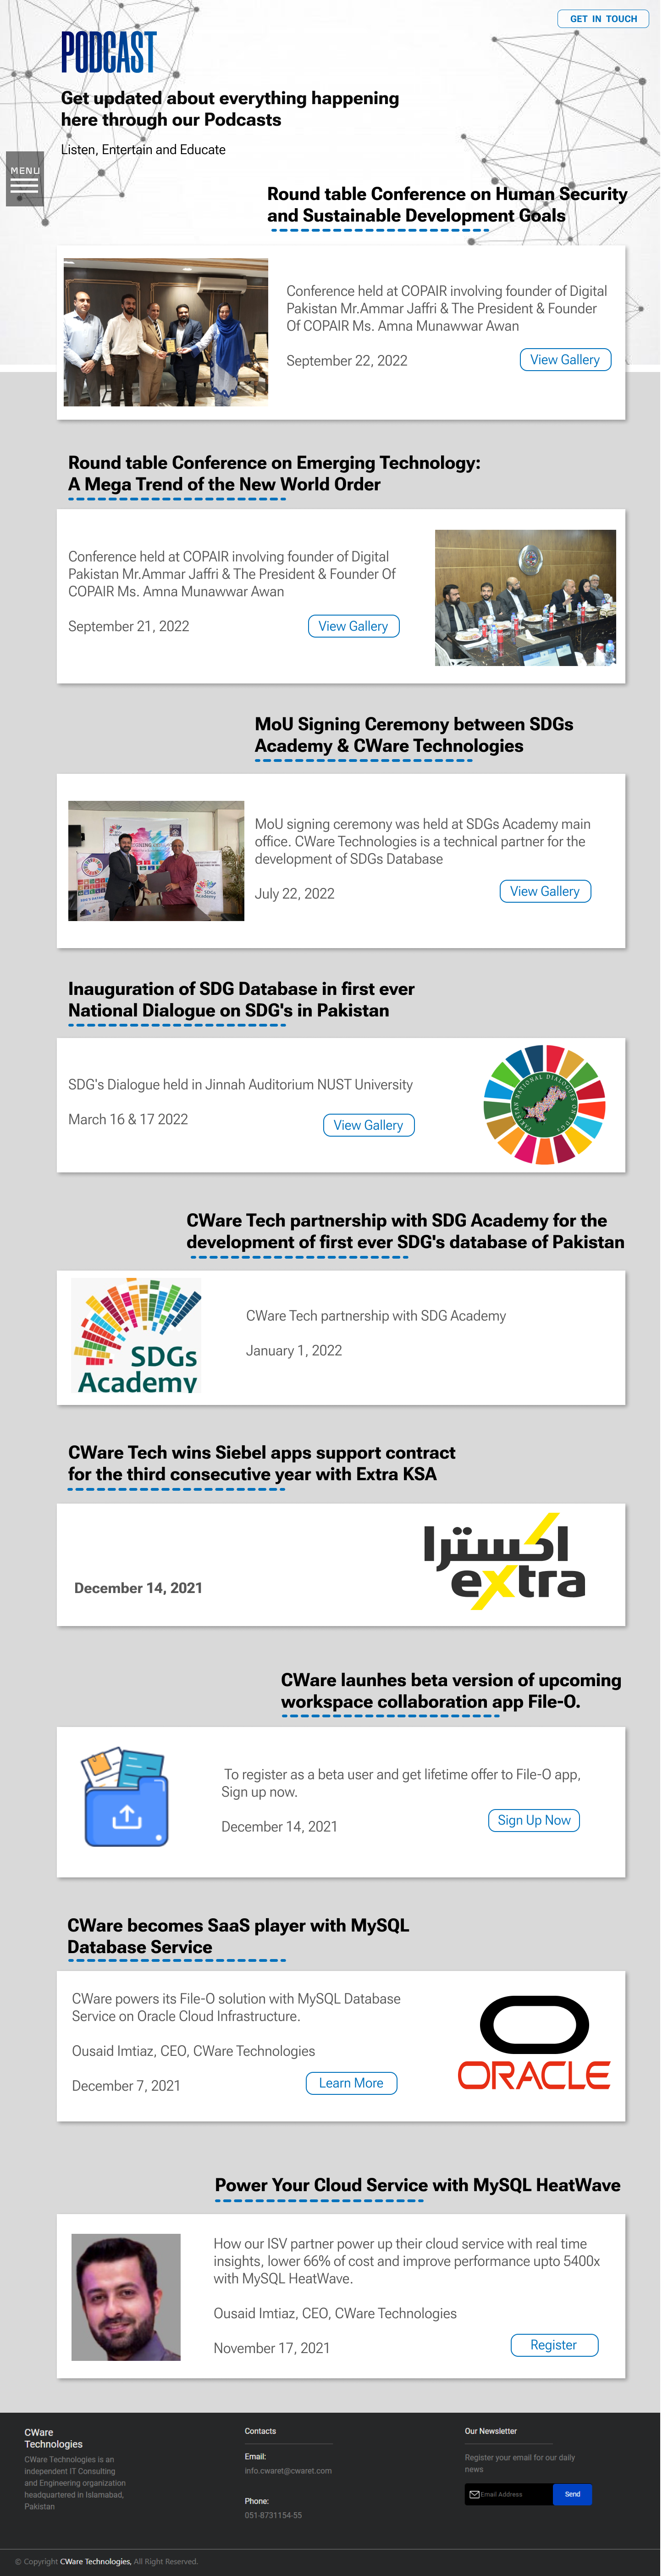 GET IN TOUCH
PODCAST
Get updated about everything happening
here through our Podcasts
Listen, Entertain and Educate
MENU
Round table Conference on Human Security
and Sustainable Development Goals
Conference held at COPAIR involving founder of Digital
Pakistan Mr.Ammar Jaffri & The President & Founder
Of COPAIR Ms. Amna Munawwar Awan
September 22, 2022
View Gallery
Round table Conference on Emerging Technology:
A Mega Trend of the New World Order
Conference held at COPAIR involving founder of Digital
Pakistan Mr.Ammar Jaffri & The President & Founder Of
COPAIR Ms. Amna Munawwar Awan
September 21, 2022
View Gallery
MoU Signing Ceremony between SDGs
Academy & CWare Technologies
SDGs
Academy
MoU signing ceremony was held at SDGs Academy main
office. CWare Technologies is a technical partner for the
development of SDGs Database
July 22, 2022
View Gallery
Inauguration of SDG Database in first ever
National Dialogue on SDG's in Pakistan
SDG's Dialogue held in Jinnah Auditorium NUST University
March 16 & 17 2022
View Gallery
PAKISTAN NATIONAL DIALOGUE ON SDGs
CWare Tech partnership with SDG Academy for the
development of first ever SDG's database of Pakistan
SDGs
Academy
CWare Tech partnership with SDG Academy
January 1, 2022
CWare Tech wins Siebel apps support contract
for the third consecutive year with Extra KSA
December 14, 2021
اكسترا
extra
CWare launhes beta version of upcoming
workspace collaboration app File-O.
To register as a beta user and get lifetime offer to File-O app,
Sign up now.
December 14, 2021
Sign Up Now
CWare becomes SaaS player with MySQL
Database Service
CWare powers its File-O solution with MySQL Database
Service on Oracle Cloud Infrastructure.
Ousaid Imtiaz, CEO, CWare Technologies
December 7, 2021
Learn More
ORACLE
Power Your Cloud Service with MySQL HeatWave
How our ISV partner power up their cloud service with real time
insights, lower 66% of cost and improve performance upto 5400x
with MySQL HeatWave.
Ousaid Imtiaz, CEO, CWare Technologies
November 17, 2021
Register
CWare
Technologies
CWare Technologies is an
independent IT Consulting
and Engineering organization
headquartered in Islamabad,
Pakistan
Contacts
Email:
info.cwaret@cwaret.com
Phone:
051-8731154-55
Our Newsletter
Register your email for our daily
news
Email Address
Send
© Copyright CWare Technologies, All Right Reserved.